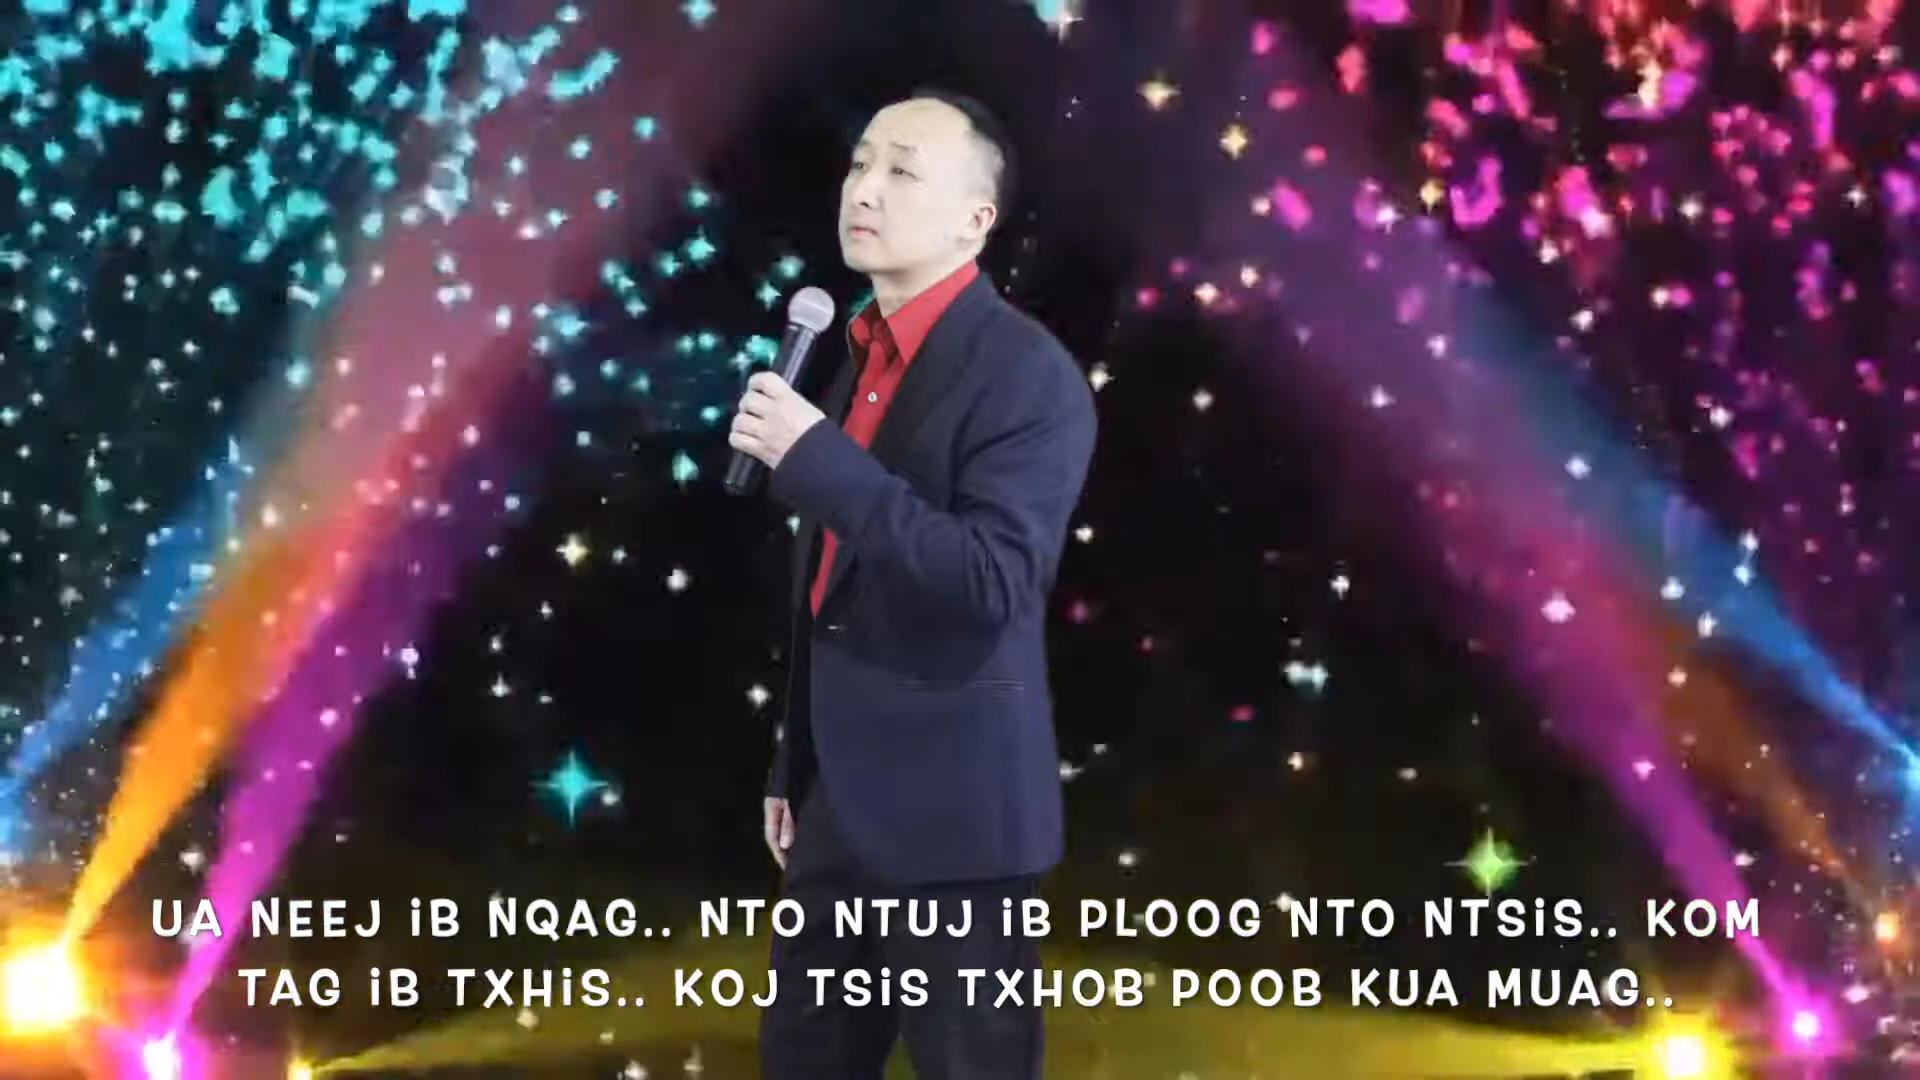 UA NEEJ iB NQAG.. NTO NTUJ iB PLOOG NTO NTSiS.. KOM
TAG iB TXHiS.. KOJ TSiS TXHOB POOB KUA MUAG..